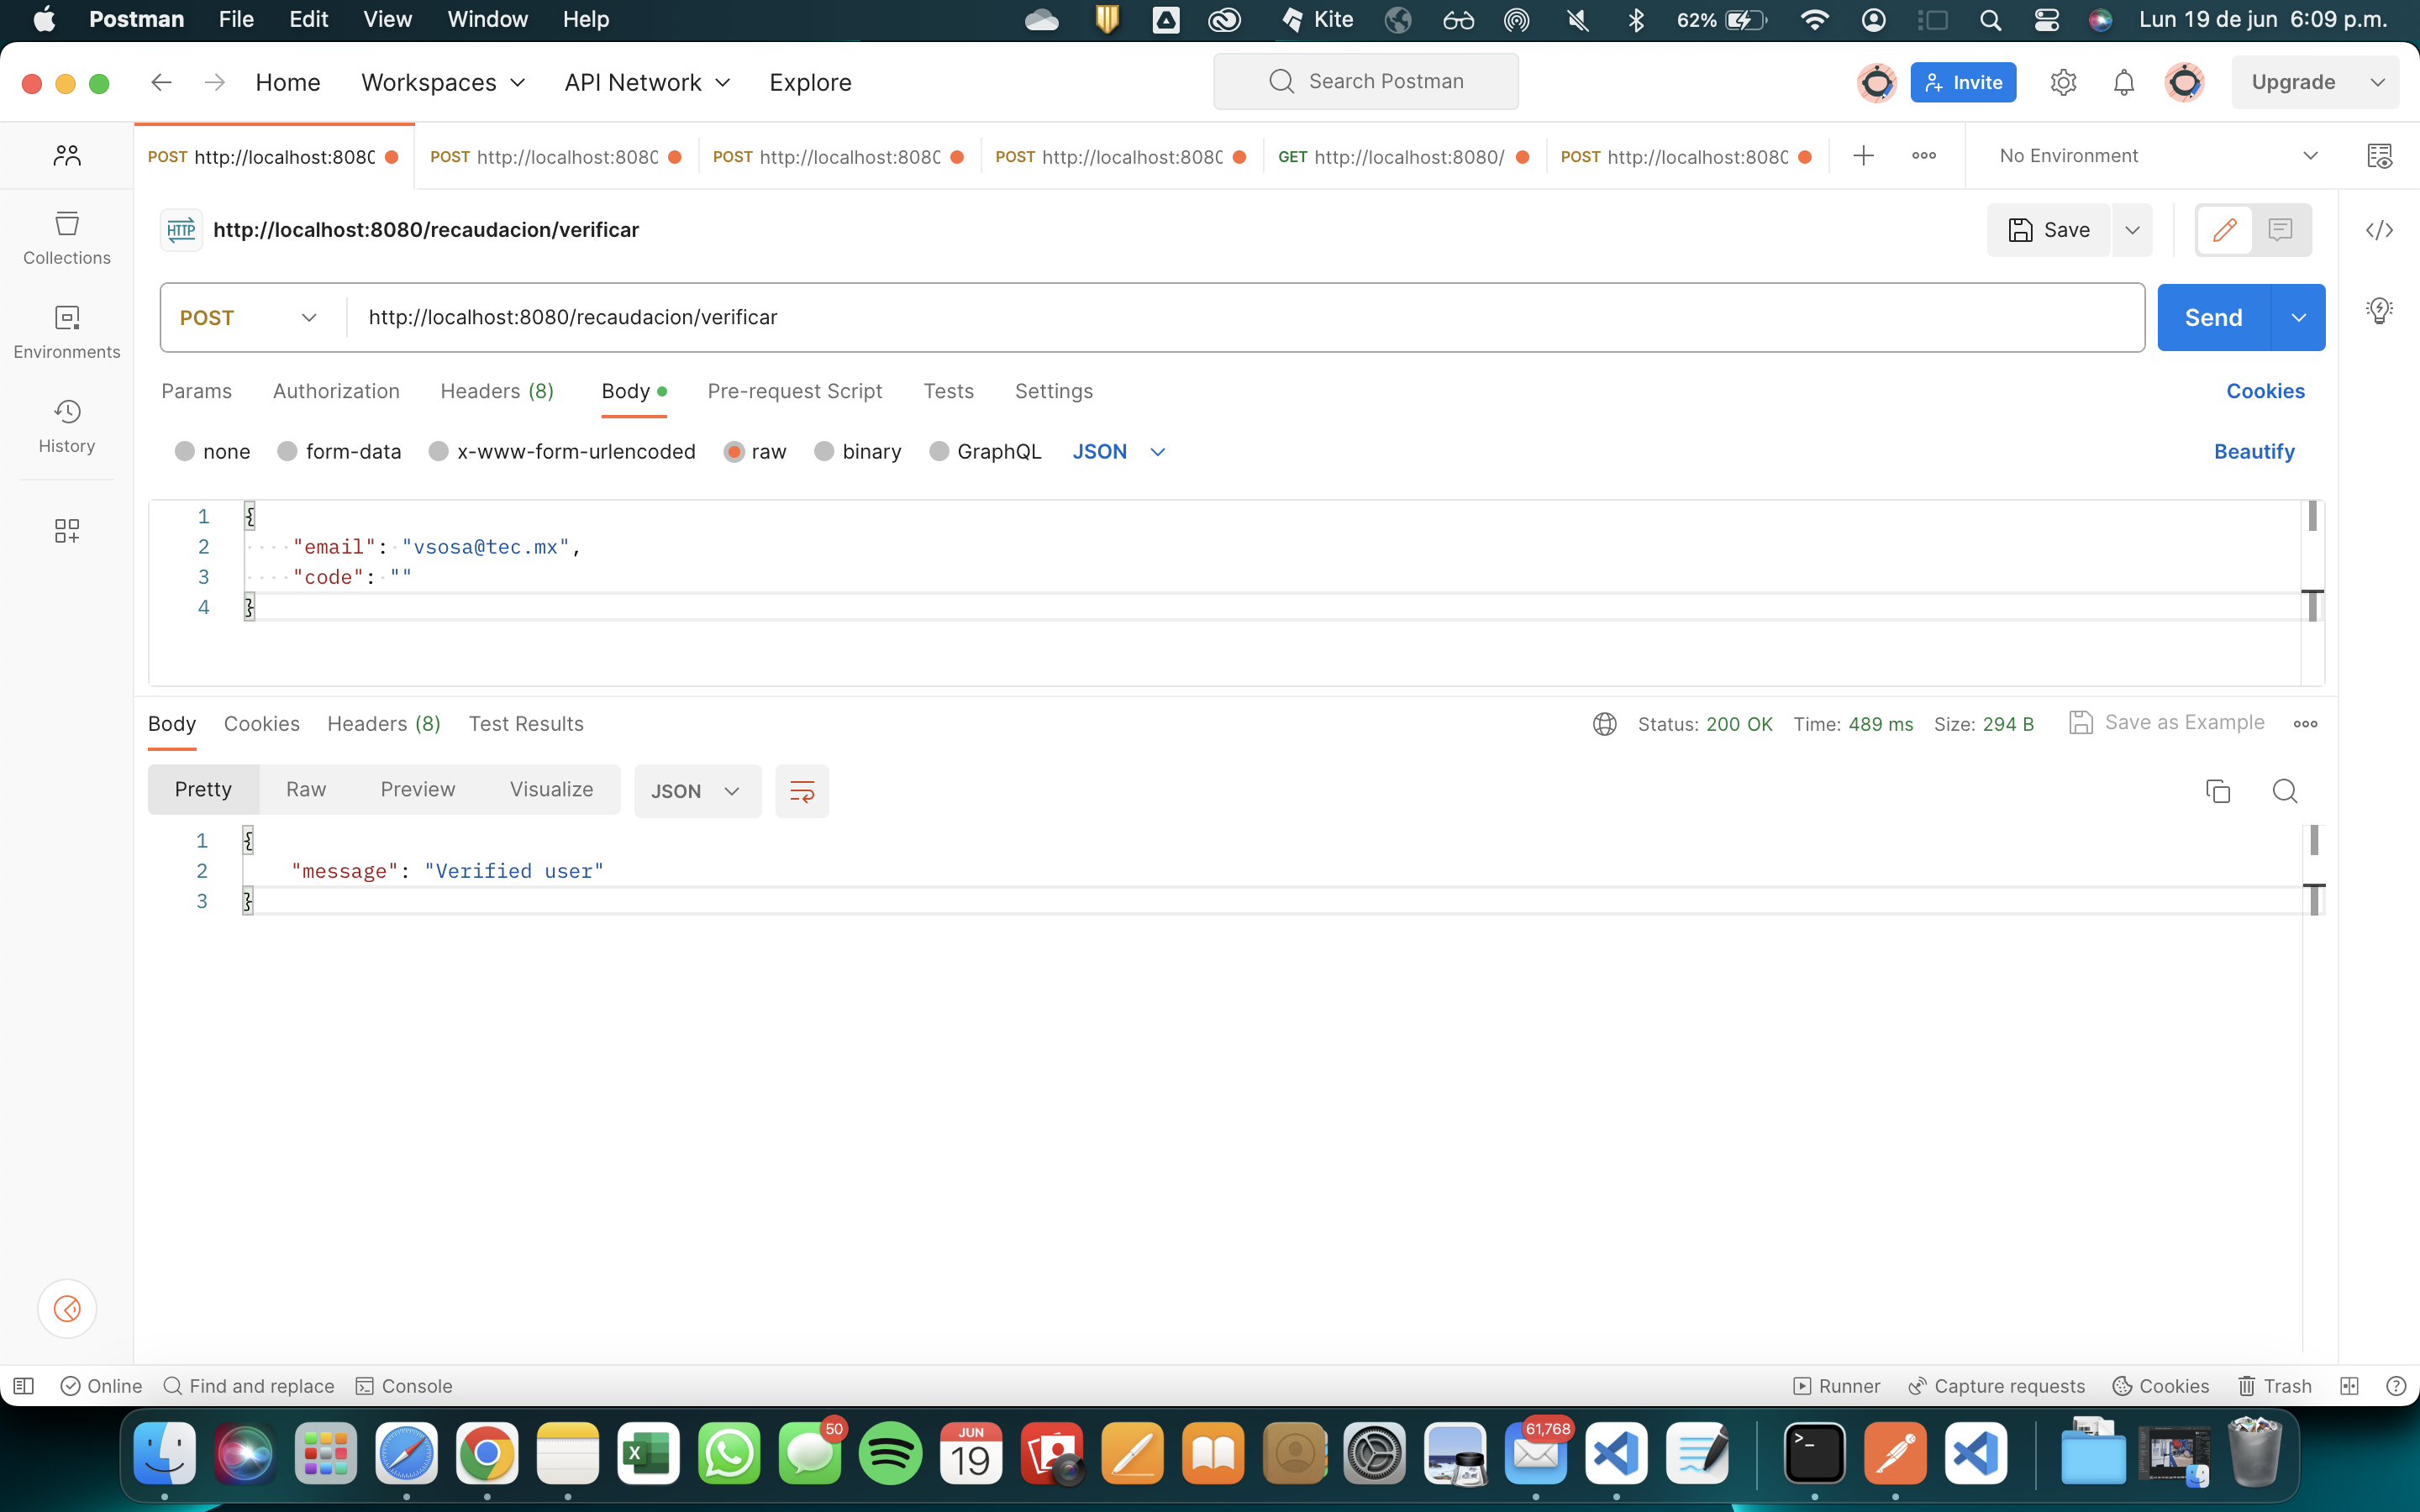 Postman File Edit View Window Help Kite 62% Lun 19 de jun 6:09 p.m.
Home Workspaces API Network Explore Search Postman Invite Upgrade
POST http://localhost:808 POST http://localhost:808 POST http://localhost:808 POST http://localhost:808 GET http://localhost:8080/ POST http://localhost:808 No Environment
HTTP http://localhost:8080/recaudacion/verificar Save
Collections
POST http://localhost:8080/recaudacion/verificar Send
Environments
Params Authorization Headers (8) Body Pre-request Script Tests Settings Cookies
History
none form-data x-www-form-urlencoded raw binary GraphQL JSON Beautify
1 {
2 "email": "vsosa@tec.mx",
3 "code": ""
4 }
Body Cookies Headers (8) Test Results Status: 200 OK Time: 489 ms Size: 294 B Save as Example
Pretty Raw Preview Visualize JSON
1 {
2 "message": "Verified user"
3 }
Online Find and replace Console Runner Capture requests Cookies Trash
50 JUN 19 61,768